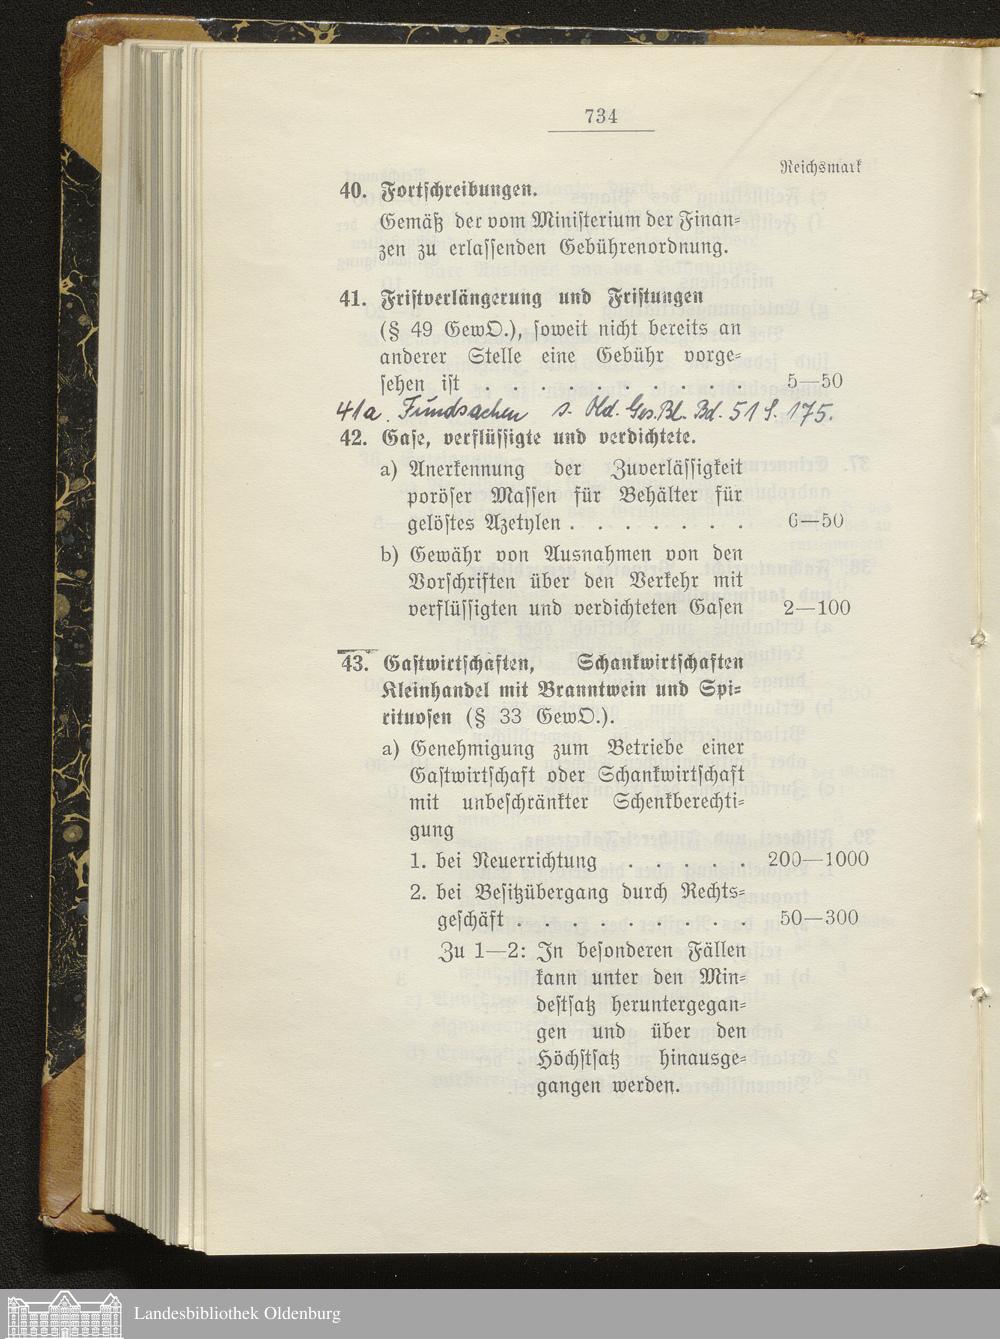 734
Reichsmark
40. Fortschreibungen.
Gemäß der vom Ministerium der Finan-
zen zu erlassenden Gebührenordnung.
41. Fristverlängerung und Fristungen
(§ 49 GewO.), soweit nicht bereits an
anderer Stelle eine Gebühr vorge-
sehen ist . . . . . . . . . . 5—50
41a. Fundsachen s. Old. Ges. Bl. Bd. 51 S. 175.
42. Gase, verflüssigte und verdichtete.
a) Anerkennung der Zuverlässigkeit
poröser Massen für Behälter für
gelöstes Azetylen . . . . . . . 6—50
b) Gewähr von Ausnahmen von den
Vorschriften über den Verkehr mit
verflüssigten und verdichteten Gasen 2—100
43. Gastwirtschaften, Schankwirtschaften
Kleinhandel mit Branntwein und Spi-
rituosen (§ 33 GewO.).
a) Genehmigung zum Betriebe einer
Gastwirtschaft oder Schankwirtschaft
mit unbeschränkter Schenkberechti-
gung
1. bei Neuerrichtung . . . . . 200—1000
2. bei Besitzübergang durch Rechts-
geschäft . . . . . . . . . 50—300
Zu 1—2: In besonderen Fällen
kann unter den Min-
destsatz heruntergegan-
gen und über den
Höchstsatz hinausge-
gangen werden.
Landesbibliothek Oldenburg